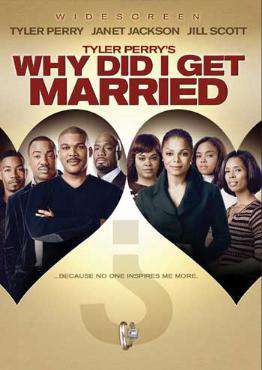 WIDESCREEN
TYLER PERRY JANET JACKSON JILL SCOTT
TYLER PERRY'S
WHY DID I GET
MARRIED
...BECAUSE NO ONE INSPIRES ME MORE.